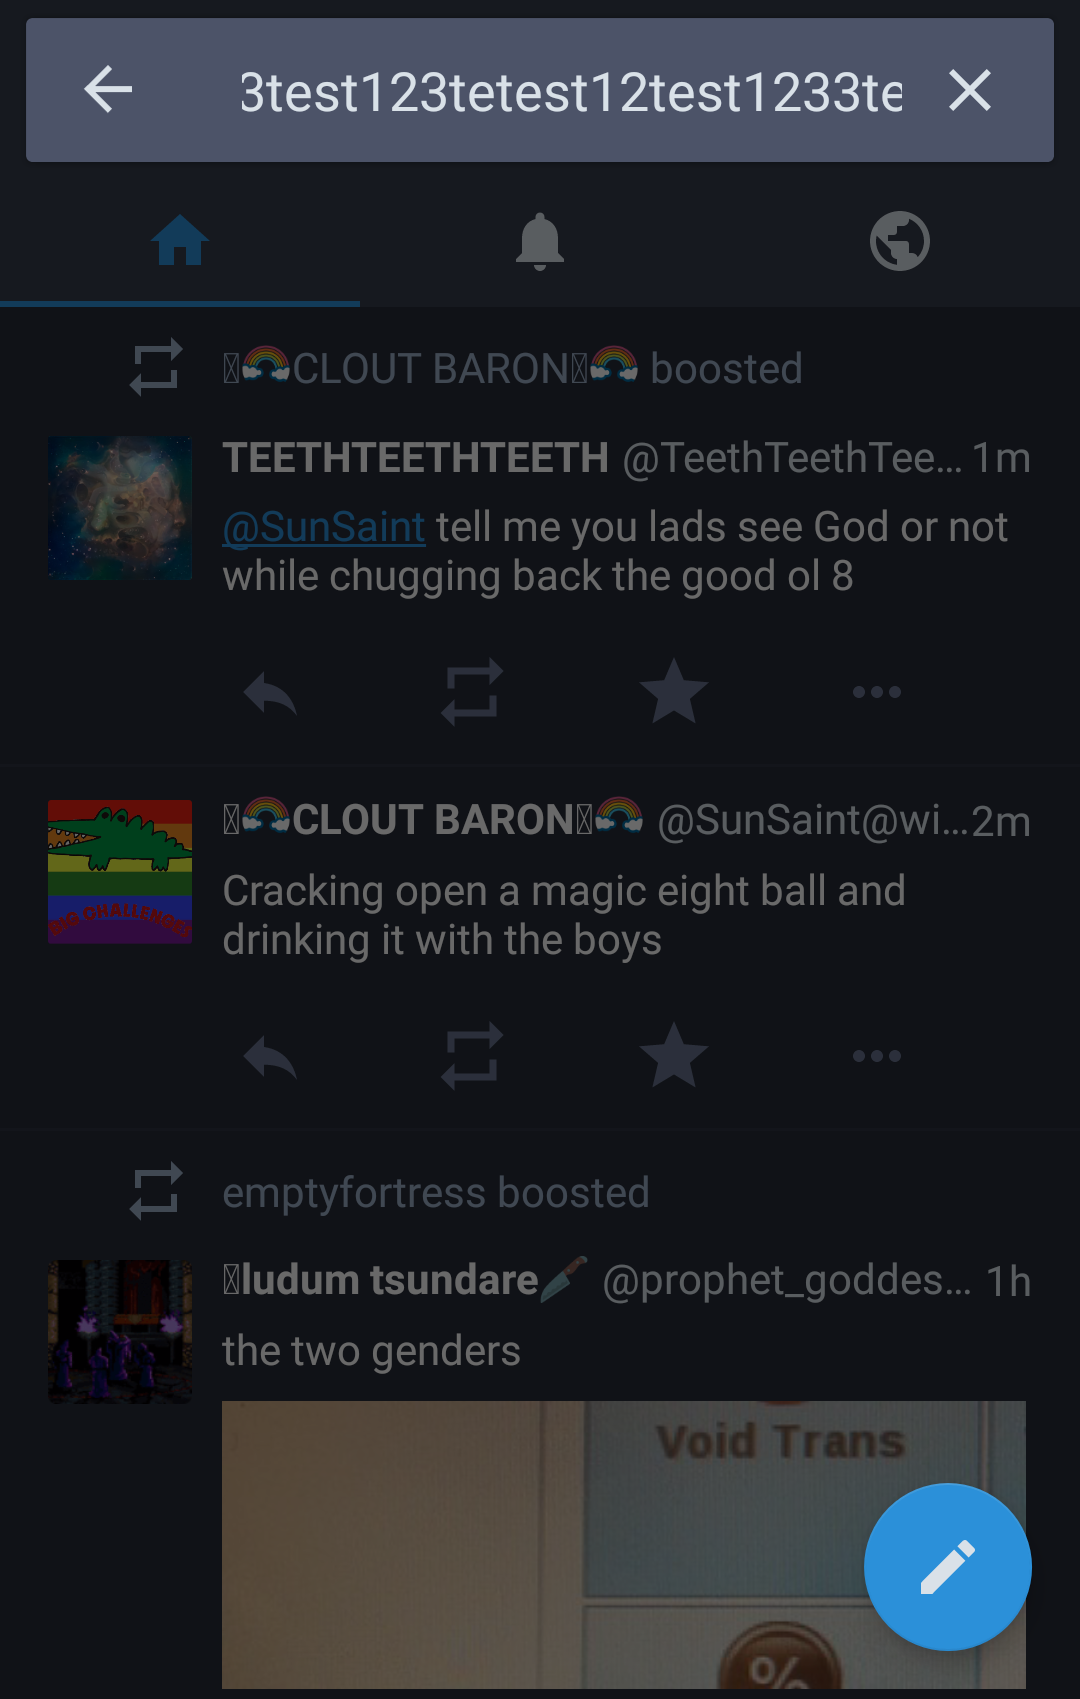 3test123tetest12test1233te
🌈CLOUT BARON🌈 boosted
TEETHTEETHTEETH @TeethTeethTee... 1m
@SunSaint tell me you lads see God or not
while chugging back the good ol 8
🌈CLOUT BARON🌈 @SunSaint@wi...2m
Cracking open a magic eight ball and
drinking it with the boys
BIG CHALLENGES
emptyfortress boosted
ludum tsundare🔪 @prophet_goddes... 1h
the two genders
Void Trans
%